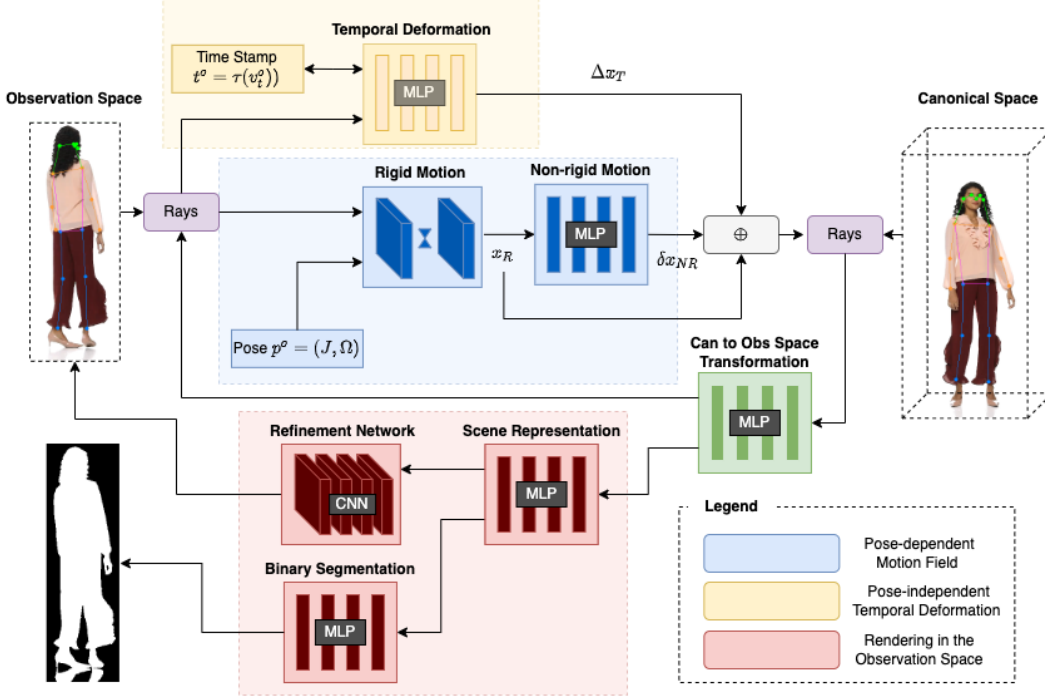 Temporal Deformation
Time Stamp
t^o = τ(v_t^o))
MLP
Δx_T
Observation Space
Canonical Space
Rigid Motion
Non-rigid Motion
Rays
MLP
⊕
Rays
x_R
δx_{NR}
Pose p^o = (J, Ω)
Can to Obs Space
Transformation
MLP
Refinement Network
Scene Representation
CNN
MLP
Binary Segmentation
MLP
Legend
Pose-dependent
Motion Field
Pose-independent
Temporal Deformation
Rendering in the
Observation Space